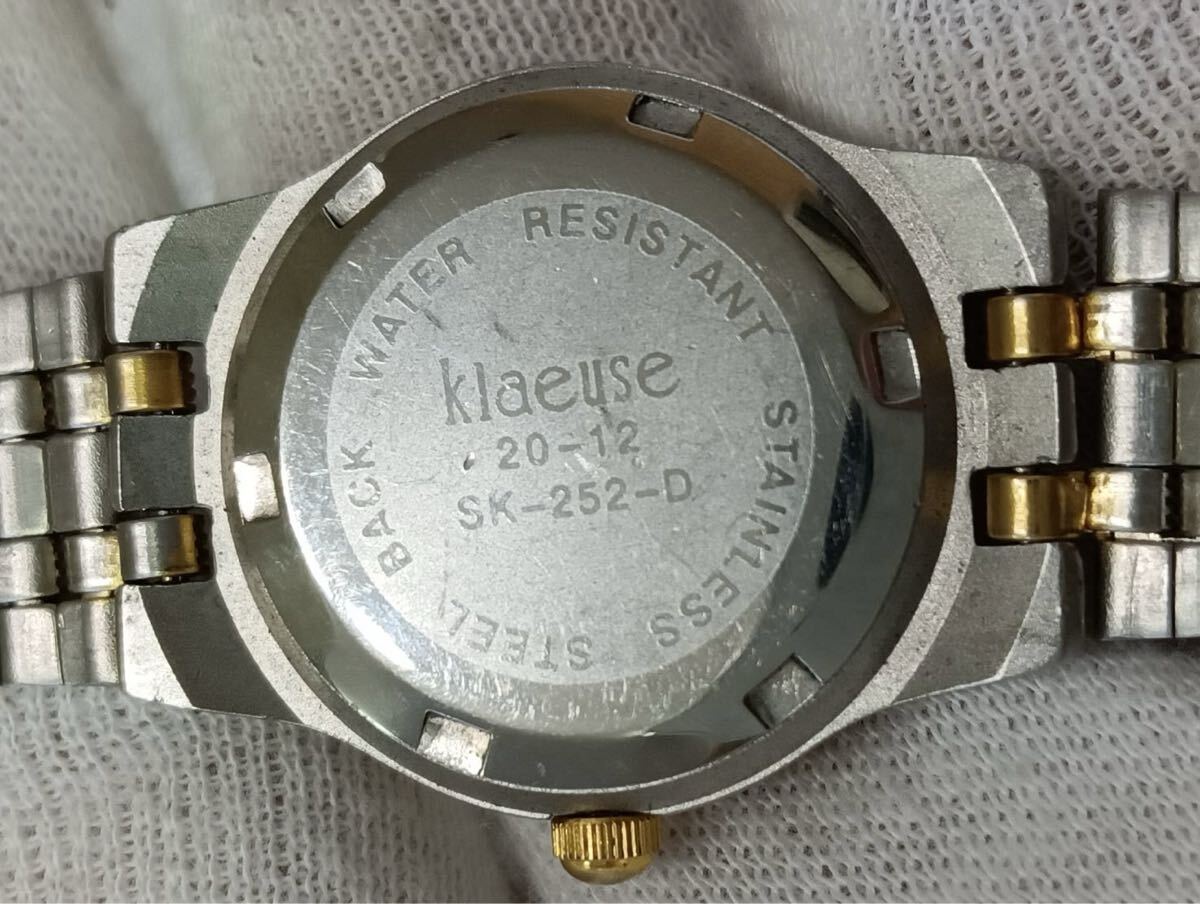 WATER RESISTANT STAINLESS STEEL BACK
klaeuse
20-12
SK-252-D